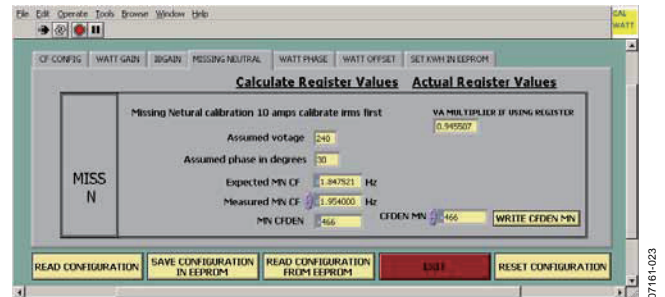 File Edit Operate Tools Browse Window Help
CAL
WATT
CF CONFIG WATT GAIN IBGAIN MISSING NEUTRAL WATT PHASE WATT OFFSET SET KWH IN EEPROM
Calculate Register Values Actual Register Values
Missing Netural calibration 10 amps calibrate irms first
VA MULTIPLIER IF USING REGISTER
0.945507
Assumed votage 240
Assumed phase in degrees 30
MISS
N
Expected MN CF 1.847521 Hz
Measured MN CF 1.954000 Hz
MN CFDEN 466
CFDEN MN 466 WRITE CFDEN MN
READ CONFIGURATION
SAVE CONFIGURATION
IN EEPROM
READ CONFIGURATION
FROM EEPROM
EXIT
RESET CONFIGURATION
07161-023